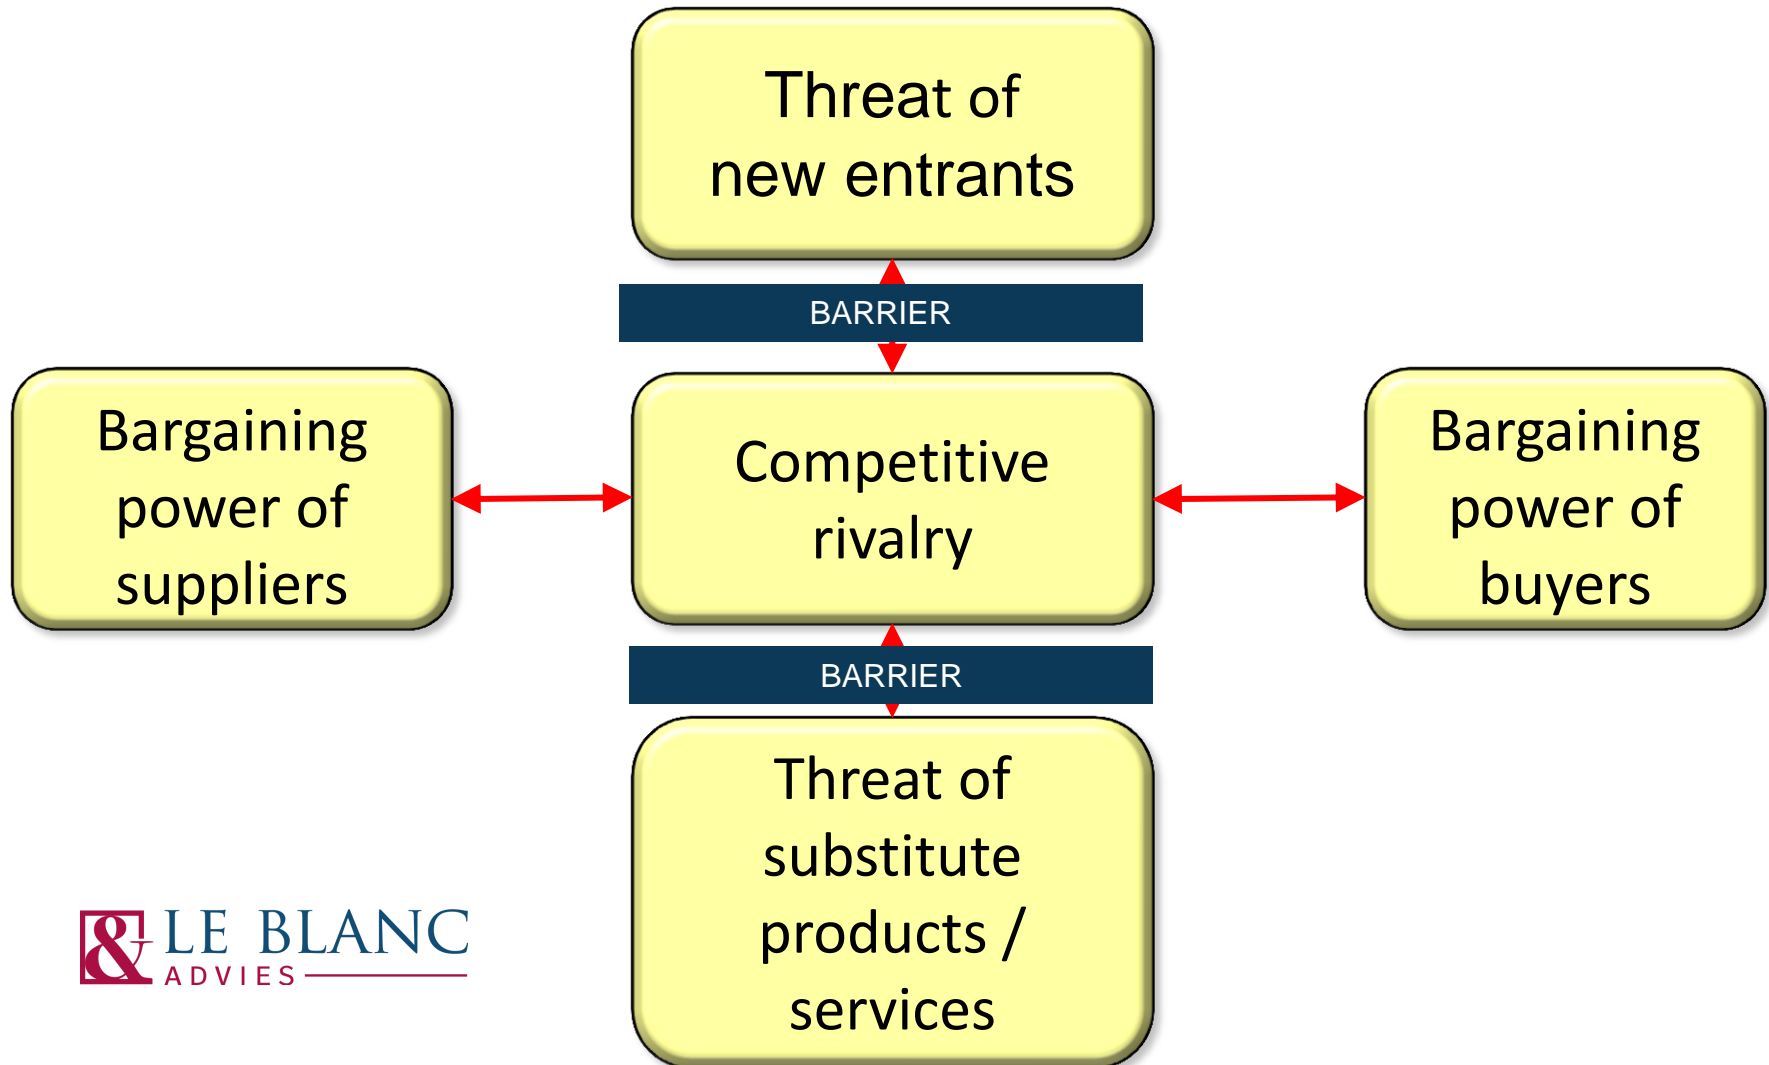 Threat of
new entrants
BARRIER
Bargaining
power of
suppliers
Competitive
rivalry
Bargaining
power of
buyers
BARRIER
Threat of
substitute
products /
services
& LE BLANC
ADVIES